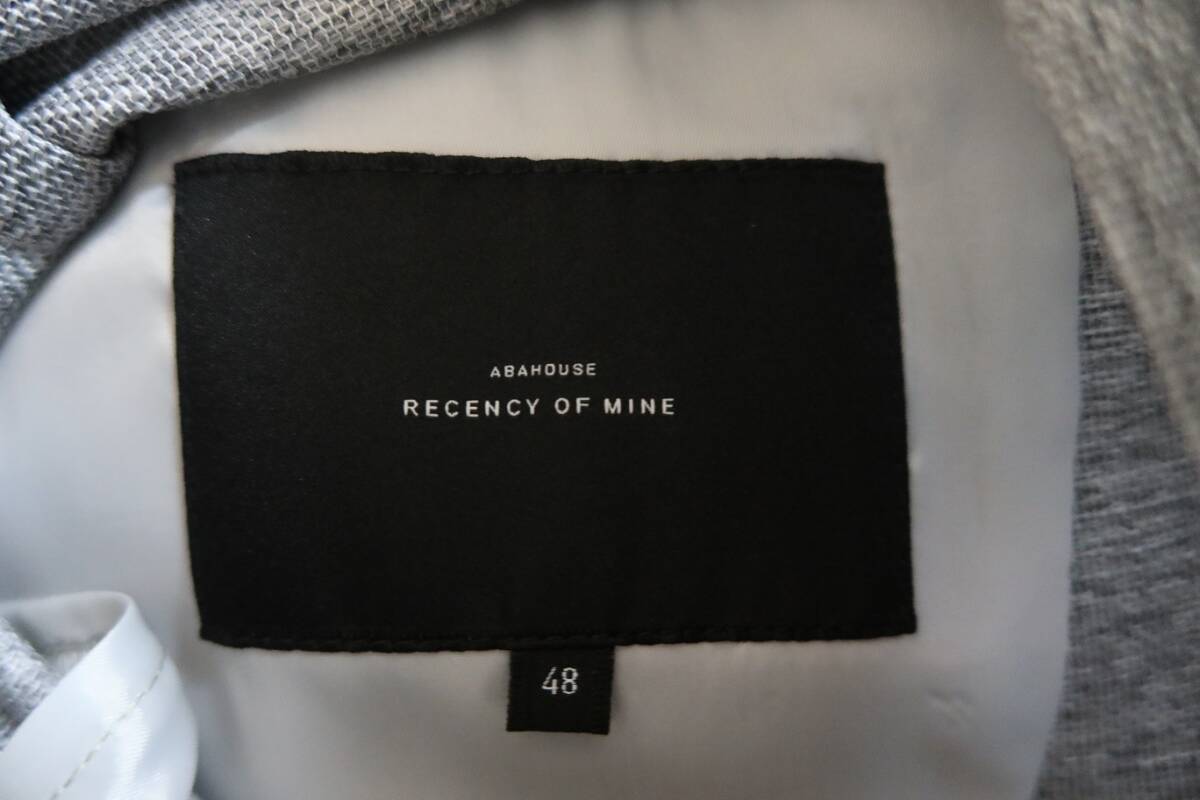 ABAHOUSE
RECENCY OF MINE
48